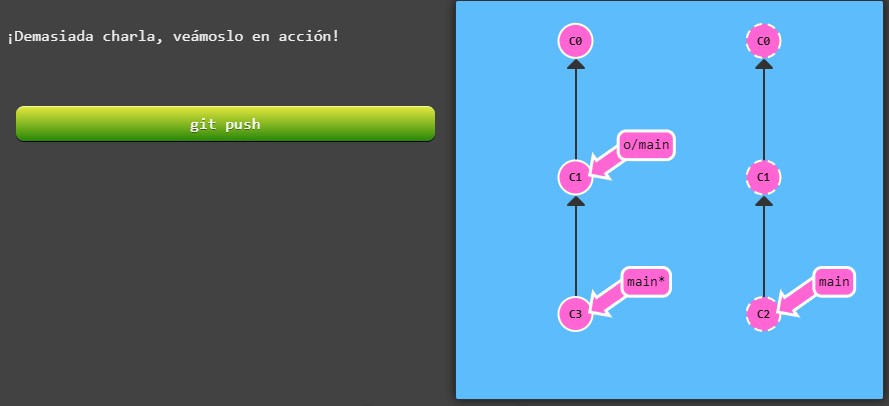 ¡Demasiada charla, veámoslo en acción!
git push
C0
C0
o/main
C1
C1
main*
main
C3
C2